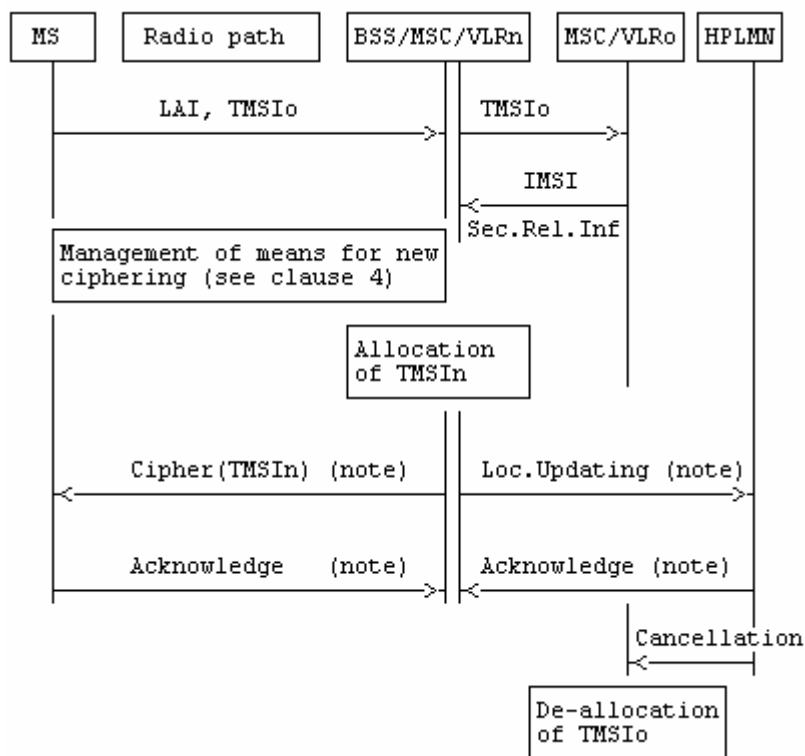 MS Radio path BSS/MSC/VLRn MSC/VLRo HPLMN
LAI, TMSIo TMSIo
IMSI
Sec.Rel.Inf
Management of means for new
ciphering (see clause 4)
Allocation
of TMSIn
Cipher(TMSIn) (note) Loc.Updating (note)
Acknowledge (note) Acknowledge (note)
Cancellation
De-allocation
of TMSIo